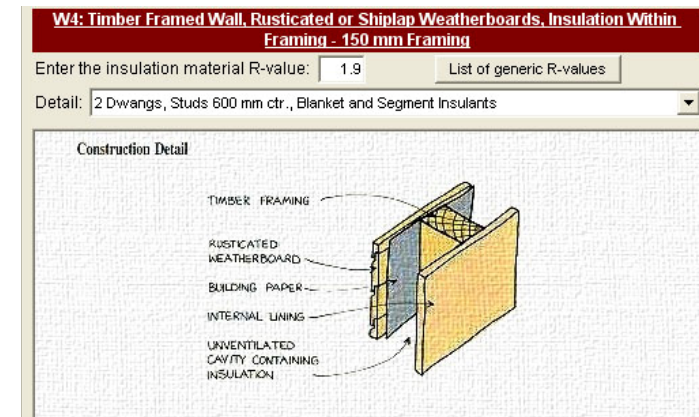 W4: Timber Framed Wall, Rusticated or Shiplap Weatherboards, Insulation Within
Framing - 150 mm Framing
Enter the insulation material R-value: 1.9 List of generic R-values
Detail: 2 Dwangs, Studs 600 mm ctr., Blanket and Segment Insulants
Construction Detail
TIMBER FRAMING
RUSTICATED
WEATHERBOARD
BUILDING PAPER
INTERNAL LINING
UNVENTILATED
CAVITY CONTAINING
INSULATION